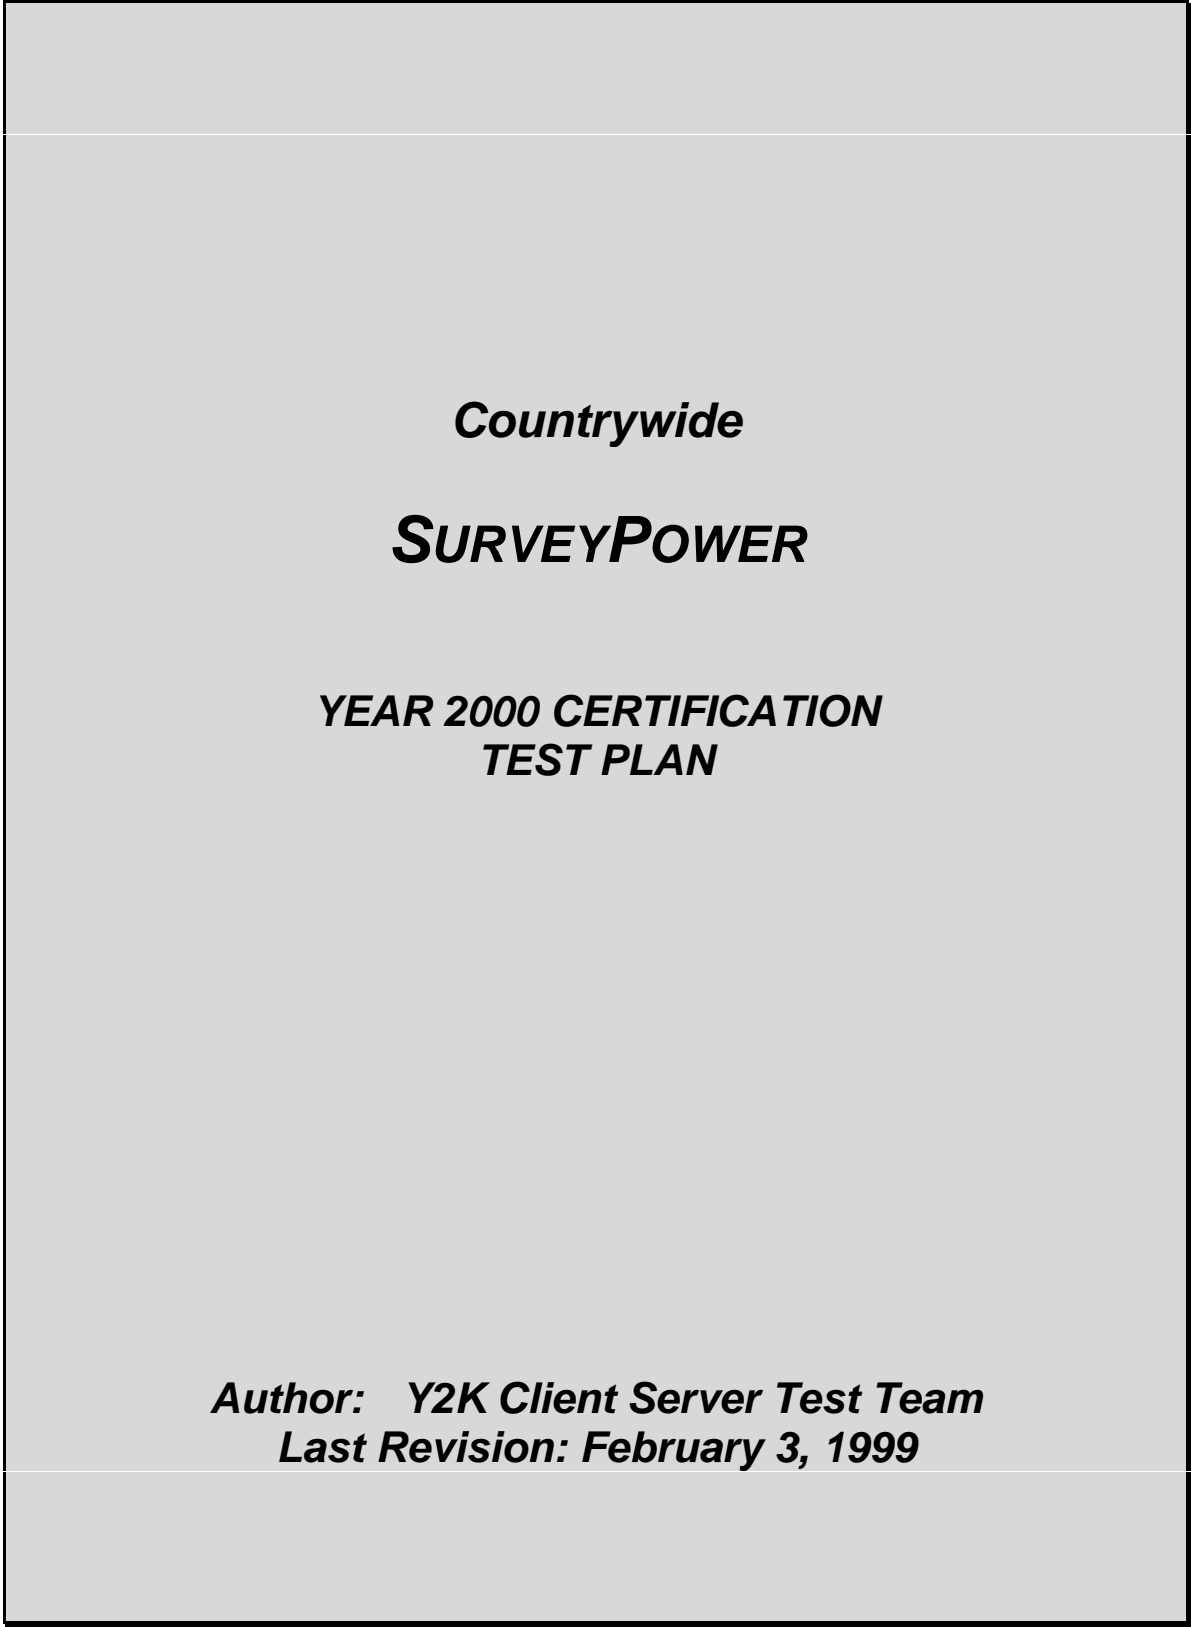 Countrywide
SURVEYPOWER
YEAR 2000 CERTIFICATION
TEST PLAN
Author: Y2K Client Server Test Team
Last Revision: February 3, 1999